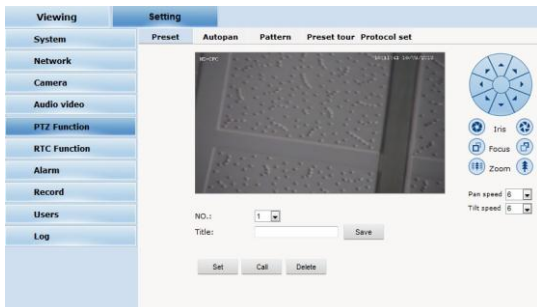 Viewing Setting
System
Network
Camera
Audio video
PTZ Function
RTC Function
Alarm
Record
Users
Log
Preset Autopan Pattern Preset tour Protocol set
Iris
Focus
Zoom
Pan speed 6
Tilt speed 6
NO.: 1
Title: Save
Set Call Delete